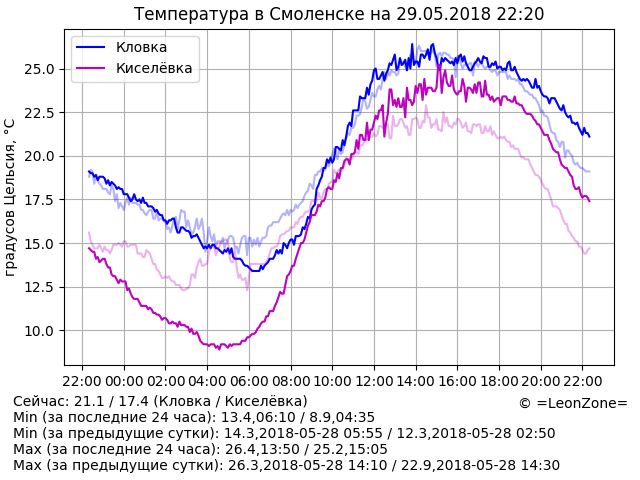 Температура в Смоленске на 29.05.2018 22:20
Кловка
Киселёвка
градусов Цельсия, °C
25.0
22.5
20.0
17.5
15.0
12.5
10.0
22:00 00:00 02:00 04:00 06:00 08:00 10:00 12:00 14:00 16:00 18:00 20:00 22:00
Сейчас: 21.1 / 17.4 (Кловка / Киселёвка)
© =LeonZone=
Min (за последние 24 часа): 13.4,06:10 / 8.9,04:35
Min (за предыдущие сутки): 14.3,2018-05-28 05:55 / 12.3,2018-05-28 02:50
Max (за последние 24 часа): 26.4,13:50 / 25.2,15:05
Max (за предыдущие сутки): 26.3,2018-05-28 14:10 / 22.9,2018-05-28 14:30